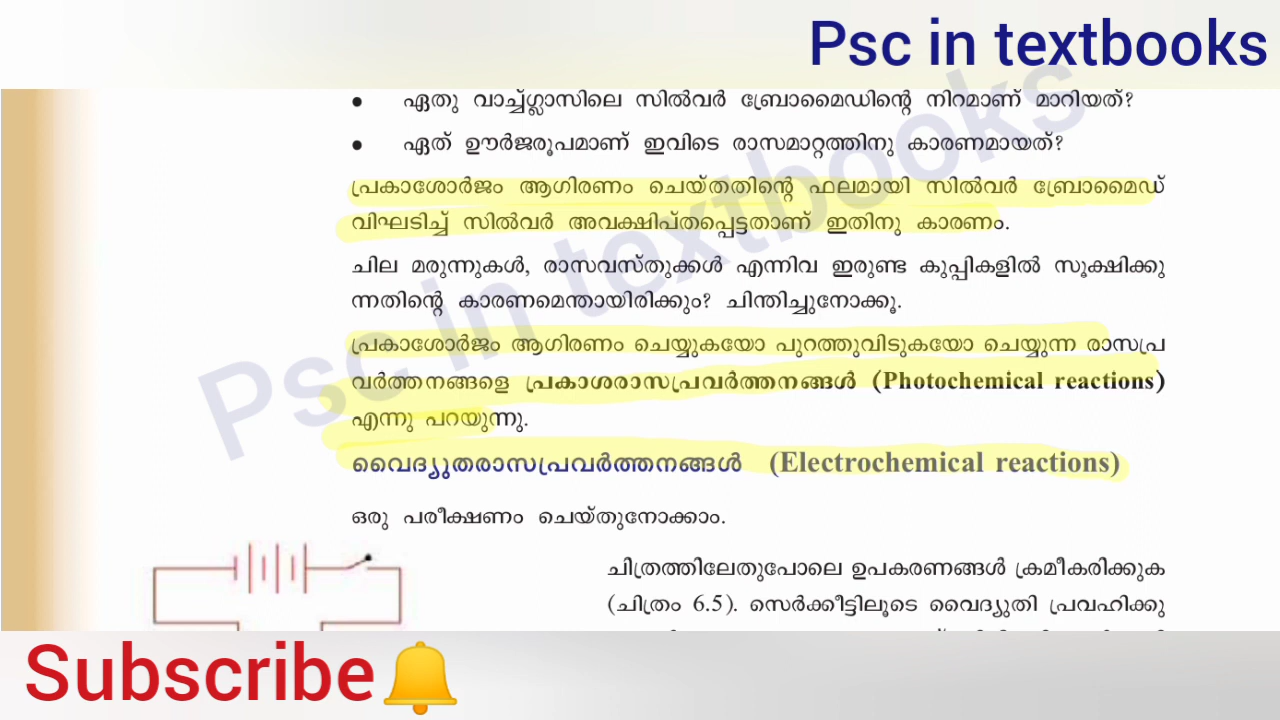 Psc in textbooks
• ഏതു വാച്ച്ഗ്ലാസിലെ സിൽവർ ബ്രോമൈഡിന്റെ നിറമാണ് മാറിയത്?
• ഏത് ഊർജരൂപമാണ് ഇവിടെ രാസമാറ്റത്തിനു കാരണമായത്?
പ്രകാശോർജം ആഗിരണം ചെയ്തതിന്റെ ഫലമായി സിൽവർ ബ്രോമൈഡ്
വിഘടിച്ച് സിൽവർ അവക്ഷിപ്തപ്പെട്ടതാണ് ഇതിനു കാരണം.
ചില മരുന്നുകൾ, രാസവസ്തുക്കൾ എന്നിവ ഇരുണ്ട കുപ്പികളിൽ സൂക്ഷിക്കു
ന്നതിന്റെ കാരണമെന്തായിരിക്കും? ചിന്തിച്ചുനോക്കൂ.
പ്രകാശോർജം ആഗിരണം ചെയ്യുകയോ പുറത്തുവിടുകയോ ചെയ്യുന്ന രാസപ്ര
വർത്തനങ്ങളെ പ്രകാശരാസപ്രവർത്തനങ്ങൾ (Photochemical reactions)
എന്നു പറയുന്നു.
വൈദ്യുതരാസപ്രവർത്തനങ്ങൾ (Electrochemical reactions)
ഒരു പരീക്ഷണം ചെയ്തുനോക്കാം.
ചിത്രത്തിലേതുപോലെ ഉപകരണങ്ങൾ ക്രമീകരിക്കുക
(ചിത്രം 6.5). സെർക്കീട്ടിലൂടെ വൈദ്യുതി പ്രവഹിക്കു
Psc in textbooks
Subscribe